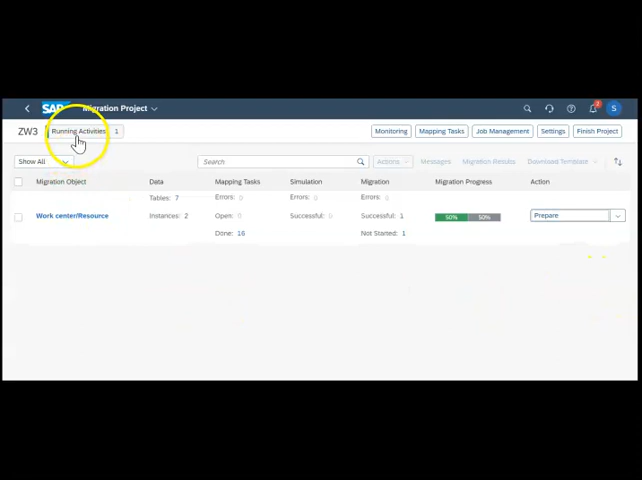 SAP Migration Project
S
2
ZW3 Running Activities 1
Monitoring Mapping Tasks Job Management Settings Finish Project
Show All Search Actions Messages Migration Results Download Template
Migration Object Data Mapping Tasks Simulation Migration Migration Progress Action
Tables: 7 Errors: 0 Errors: 0 Errors: 0
Work center/Resource Instances: 2 Open: 0 Successful: 0 Successful: 1 50% 50% Prepare
Done: 16 Not Started: 1